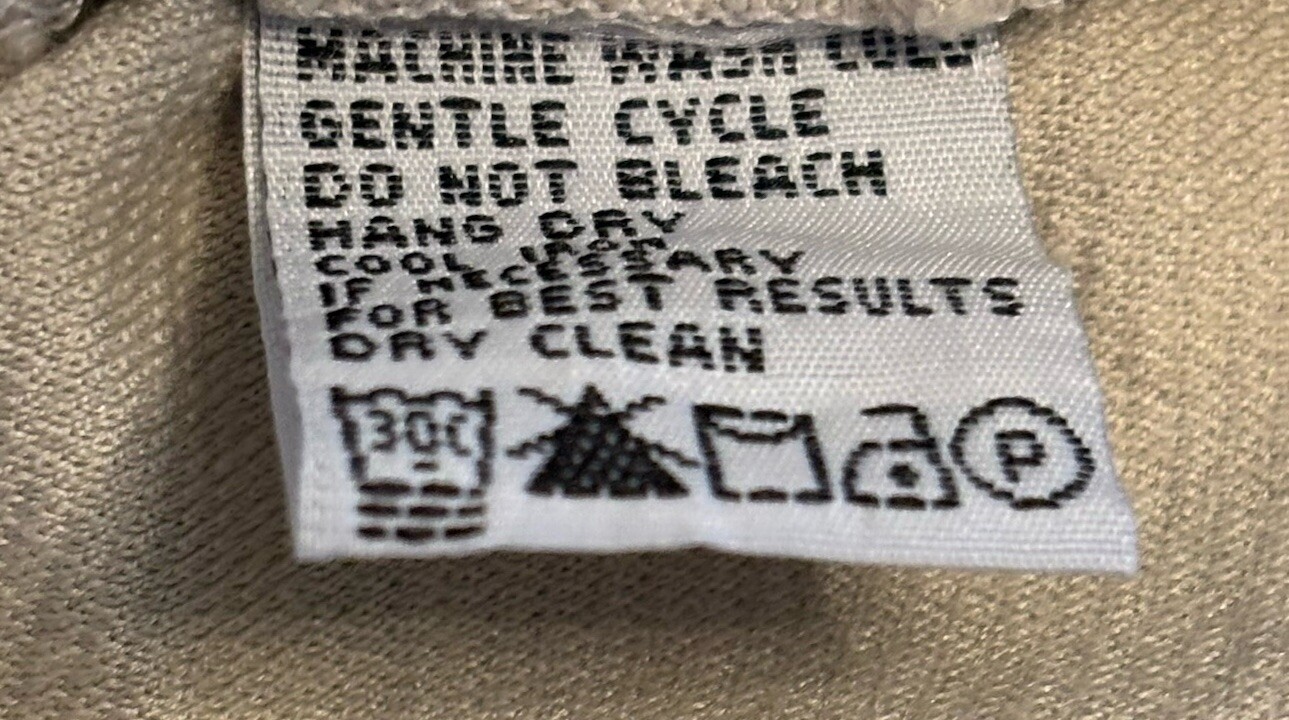 MACHINE WASH COLD
GENTLE CYCLE
DO NOT BLEACH
HANG DRY
COOL IRON
IF NECESSARY
FOR BEST RESULTS
DRY CLEAN
30C
P